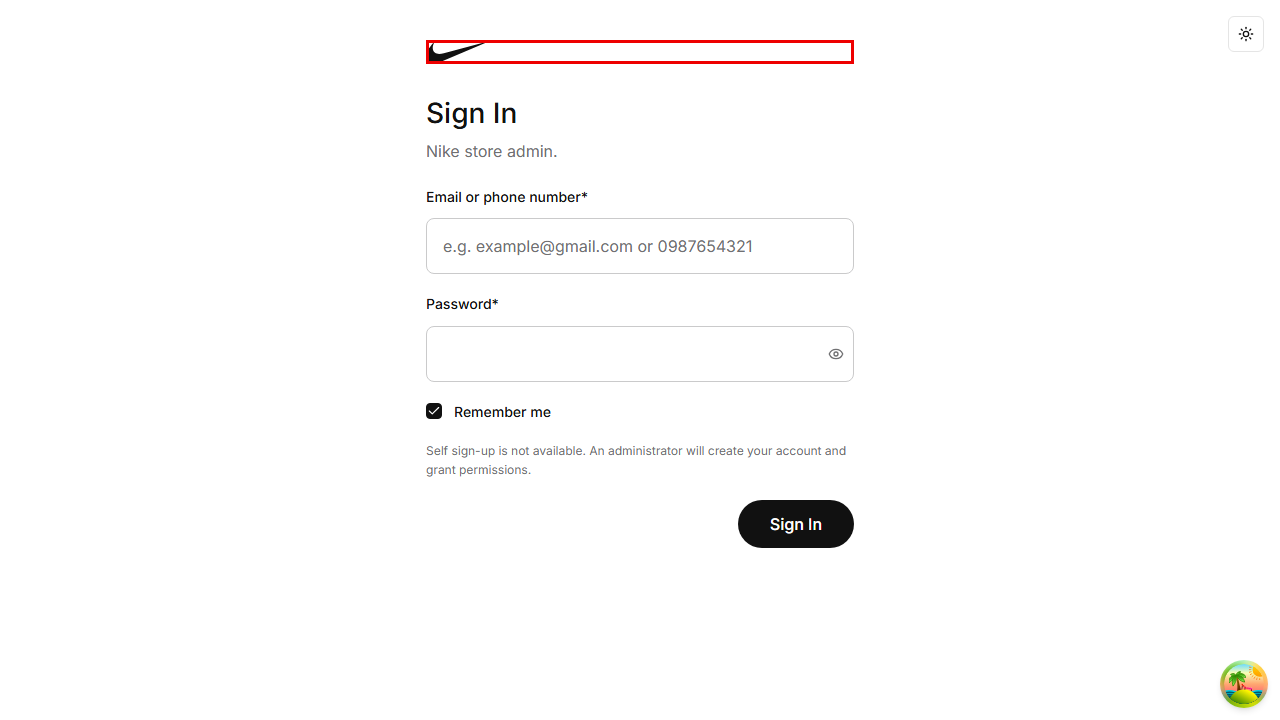 Sign In
Nike store admin.
Email or phone number*
e.g. example@gmail.com or 0987654321
Password*
Remember me
Self sign-up is not available. An administrator will create your account and
grant permissions.
Sign In